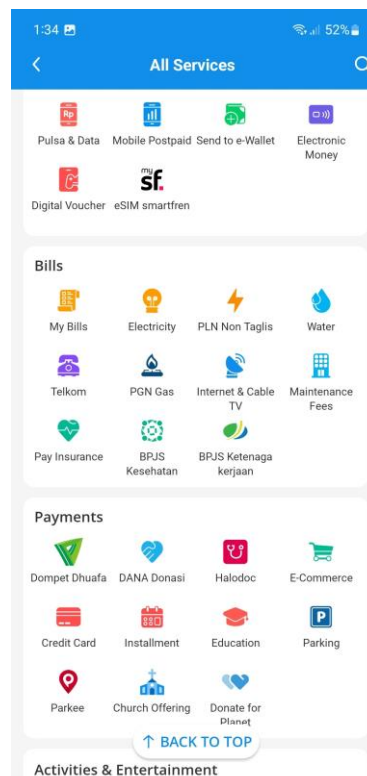 1:34 52%
All Services
Rp
Pulsa & Data Mobile Postpaid Send to e-Wallet Electronic
Money
my
sf.
Digital Voucher eSIM smartfren
Bills
My Bills Electricity PLN Non Taglis Water
Telkom PGN Gas Internet & Cable Maintenance
TV Fees
Pay Insurance BPJS BPJS Ketenaga
Kesehatan kerjaan
Payments
Dompet Dhuafa DANA Donasi Halodoc E-Commerce
P
Credit Card Installment Education Parking
Parkee Church Offering Donate for
Planet
↑ BACK TO TOP
Activities & Entertainment